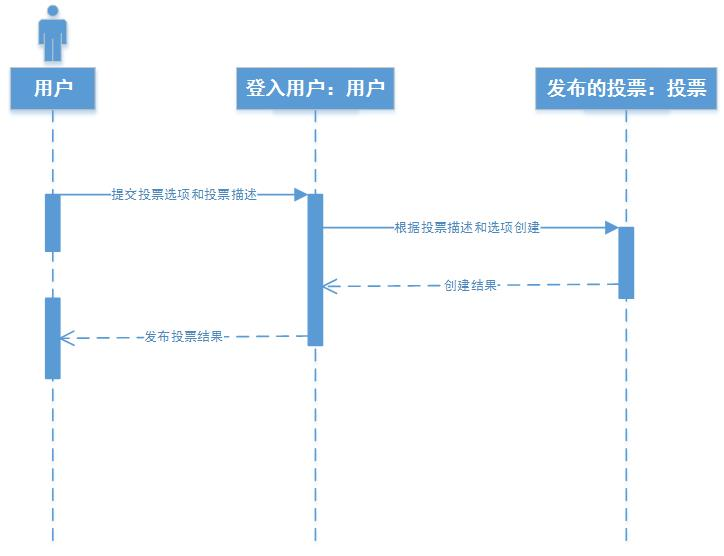 用户
登入用户：用户
发布的投票：投票
提交投票选项和投票描述
根据投票描述和选项创建
创建结果
发布投票结果